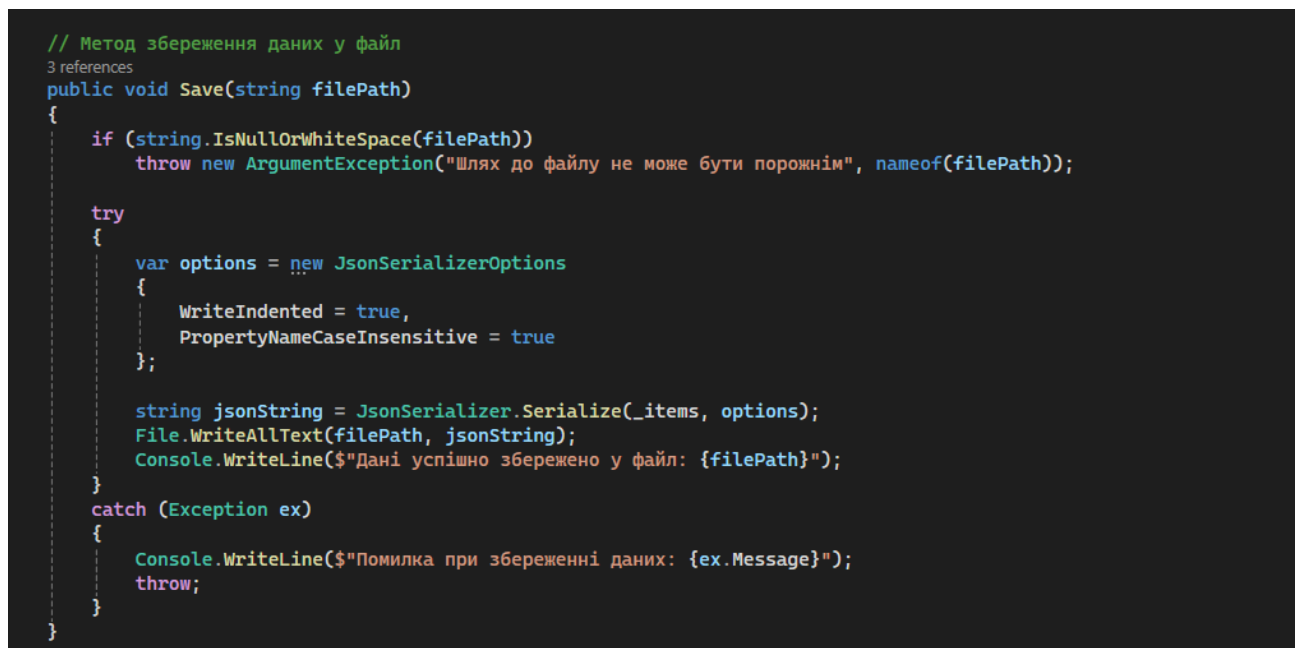 // Метод збереження даних у файл
3 references
public void Save(string filePath)
{
if (string.IsNullOrWhiteSpace(filePath))
throw new ArgumentException("Шлях до файлу не може бути порожнім", nameof(filePath));
try
{
var options = new JsonSerializerOptions
{
WriteIndented = true,
PropertyNameCaseInsensitive = true
};
string jsonString = JsonSerializer.Serialize(_items, options);
File.WriteAllText(filePath, jsonString);
Console.WriteLine($"Дані успішно збережено у файл: {filePath}");
}
catch (Exception ex)
{
Console.WriteLine($"Помилка при збереженні даних: {ex.Message}");
throw;
}
}